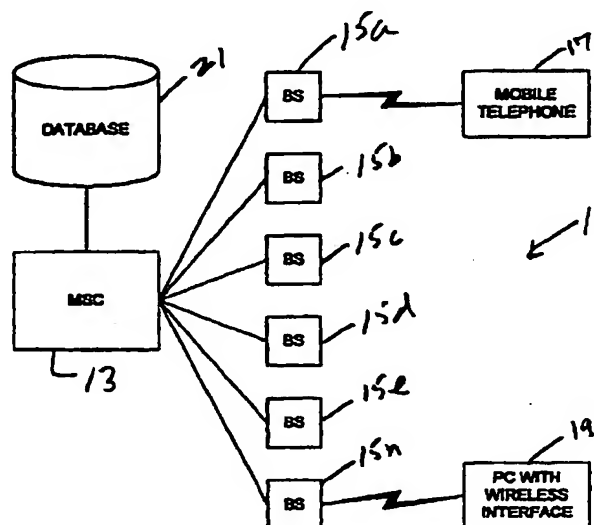 15a
17
21
BS
MOBILE
TELEPHONE
DATABASE
15b
BS
15c
1
BS
MSC
15d
BS
13
15e
BS
19
15n
BS
PC WITH
WIRELESS
INTERFACE